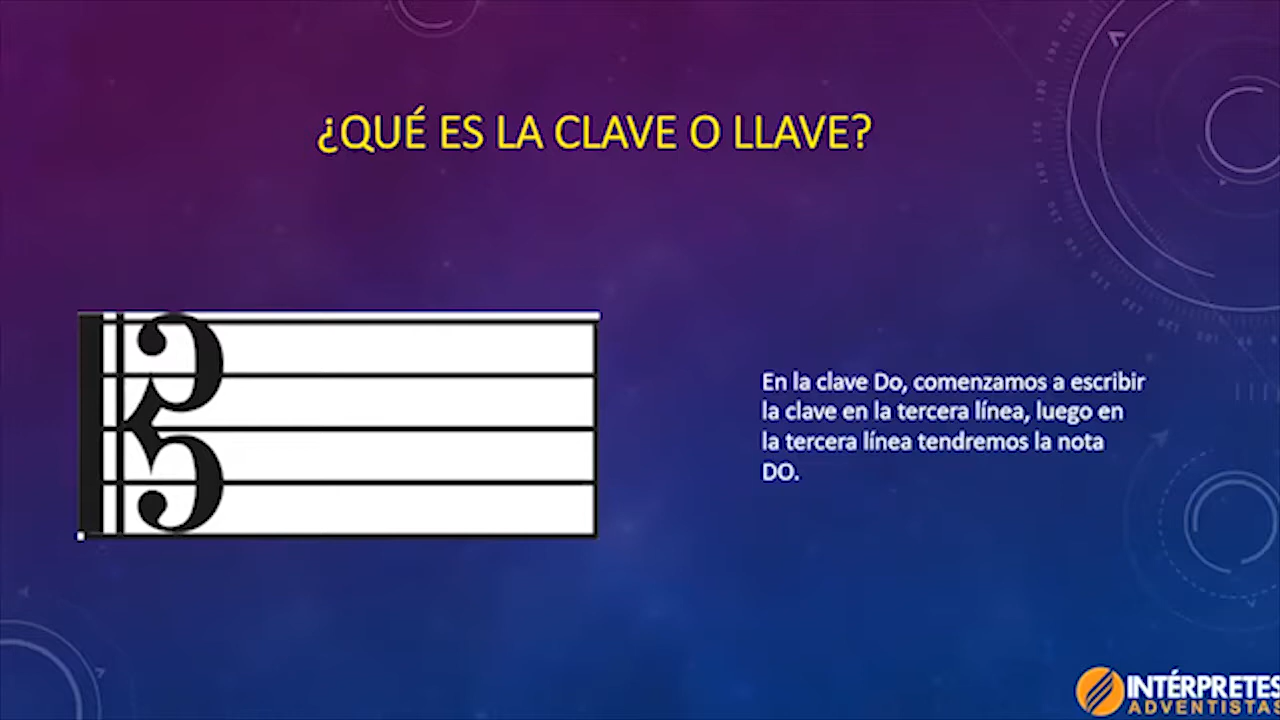 ¿QUÉ ES LA CLAVE O LLAVE?
En la clave Do, comenzamos a escribir
la clave en la tercera línea, luego en
la tercera línea tendremos la nota
DO.
INTÉRPRETES
ADVENTISTAS